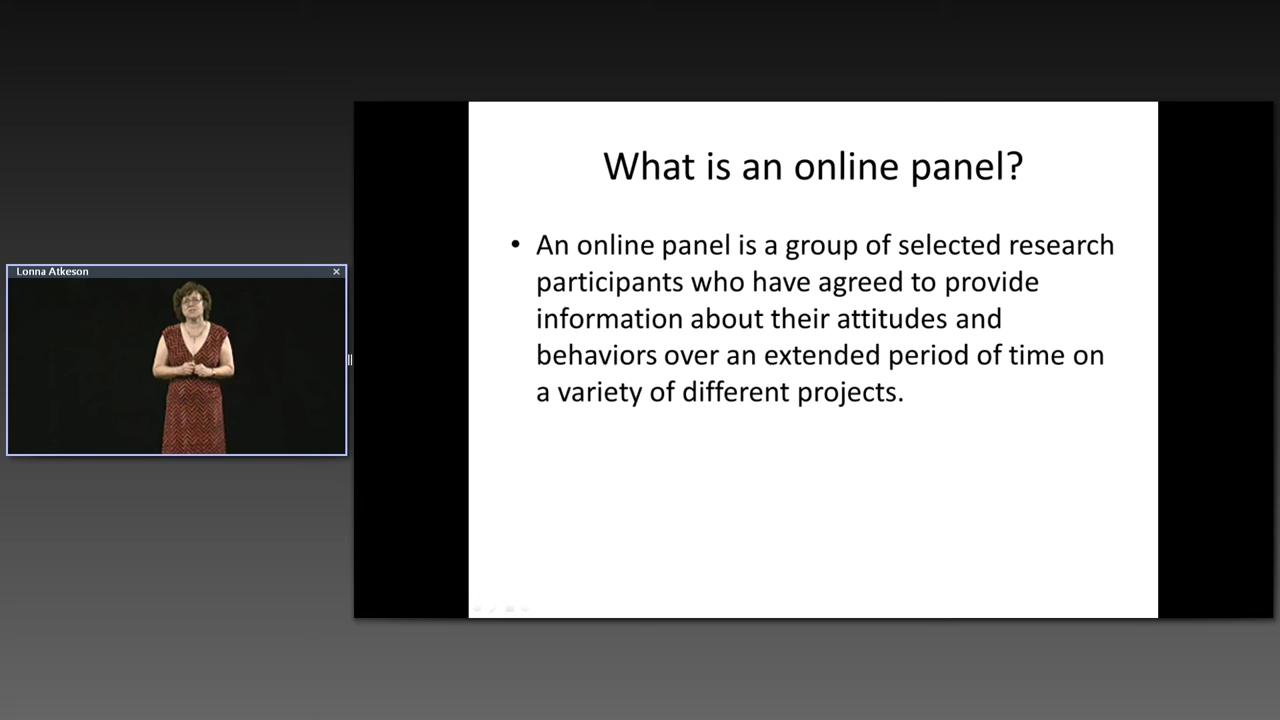 Lonna Atkeson
What is an online panel?
• An online panel is a group of selected research
participants who have agreed to provide
information about their attitudes and
behaviors over an extended period of time on
a variety of different projects.